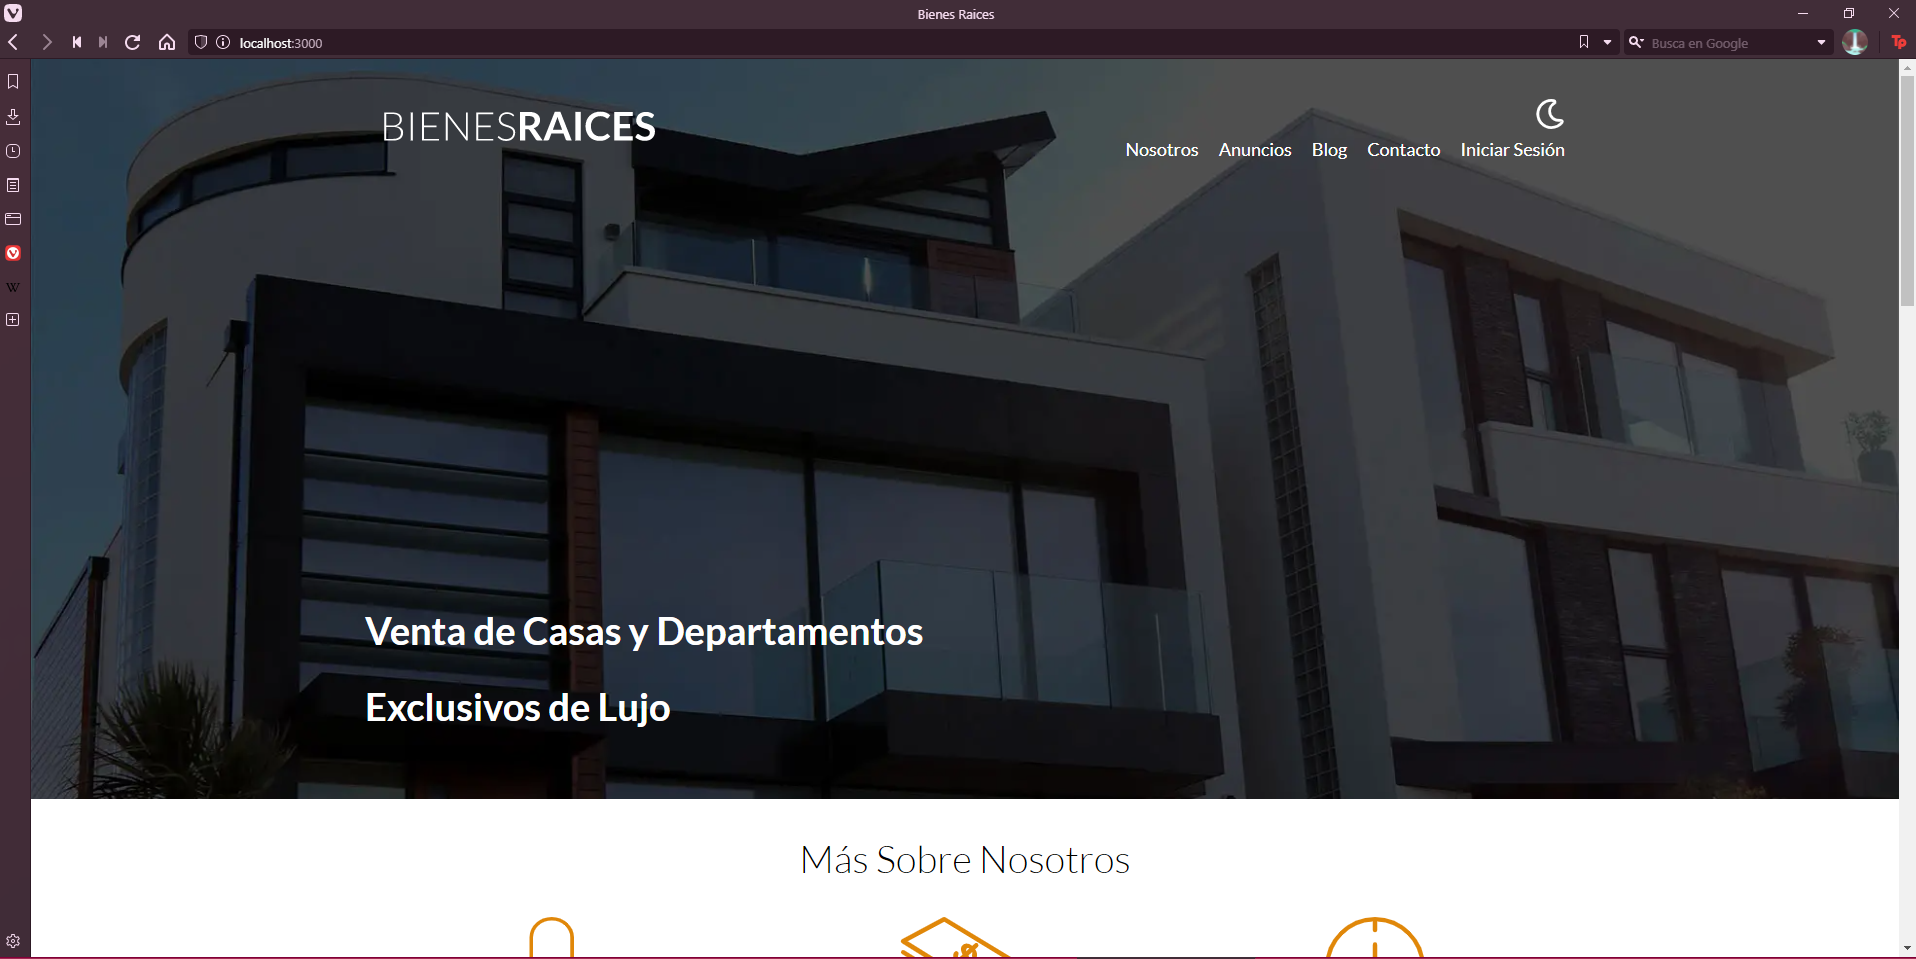 Bienes Raices
localhost:3000
Busca en Google
Tp
W
BIENESRAICES
Nosotros Anuncios Blog Contacto Iniciar Sesión
Venta de Casas y Departamentos
Exclusivos de Lujo
Más Sobre Nosotros